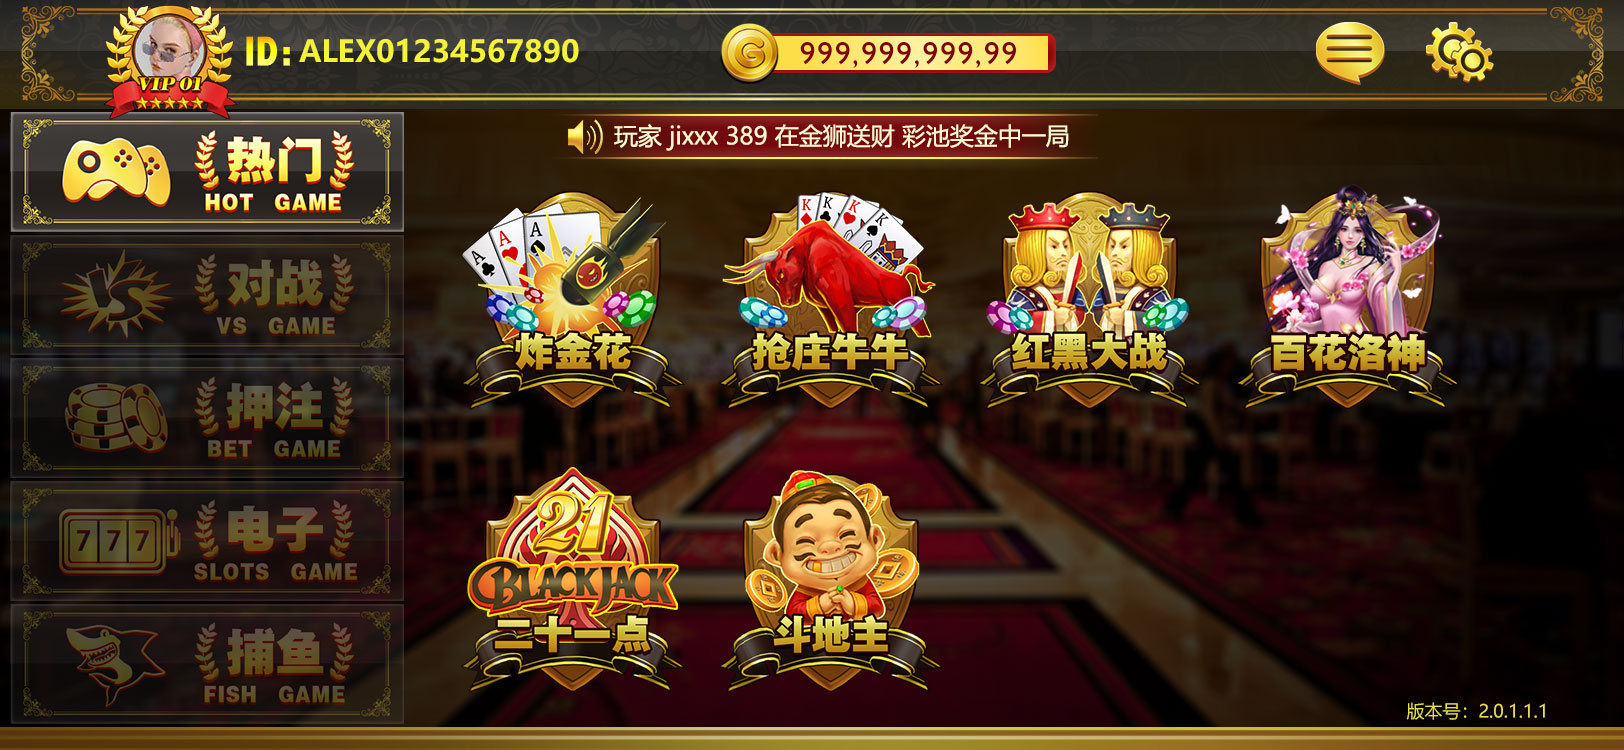 VIP 01
ID: ALEX01234567890
G
999,999,999,99
玩家 jixxx 389 在金狮送财 彩池奖金中一局
热门
HOT GAME
对战
VS GAME
押注
BET GAME
777
电子
SLOTS GAME
捕鱼
FISH GAME
A A A
炸金花
K K K K
抢庄牛牛
红黑大战
百花洛神
21
BLACKJACK
二十一点
斗地主
版本号：2.0.1.1.1